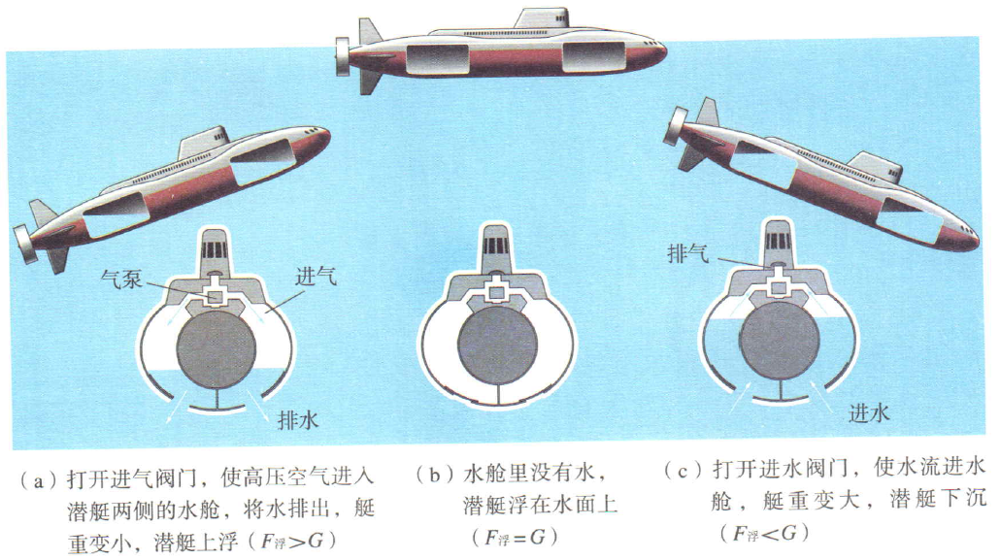 气泵
进气
排水
排气
进水
(a) 打开进气阀门,使高压空气进入
潜艇两侧的水舱,将水排出,艇
重变小,潜艇上浮(F浮>G)
(b) 水舱里没有水,
潜艇浮在水面上
(F浮=G)
(c) 打开进水阀门,使水流进水
舱,艇重变大,潜艇下沉
(F浮<G)